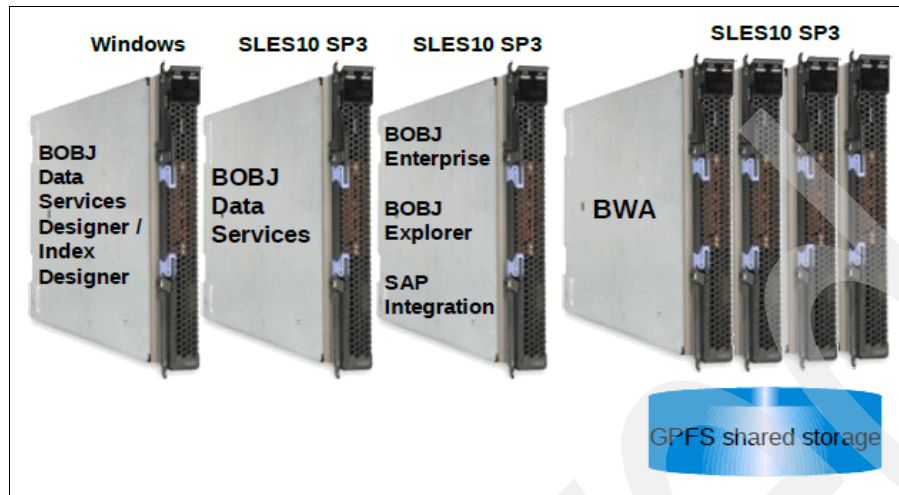 Windows
SLES10 SP3
SLES10 SP3
SLES10 SP3
BOBJ
Data
Services
Designer /
Index
Designer
BOBJ
Data
Services
BOBJ
Enterprise
BOBJ
Explorer
SAP
Integration
BWA
GPFS shared storage